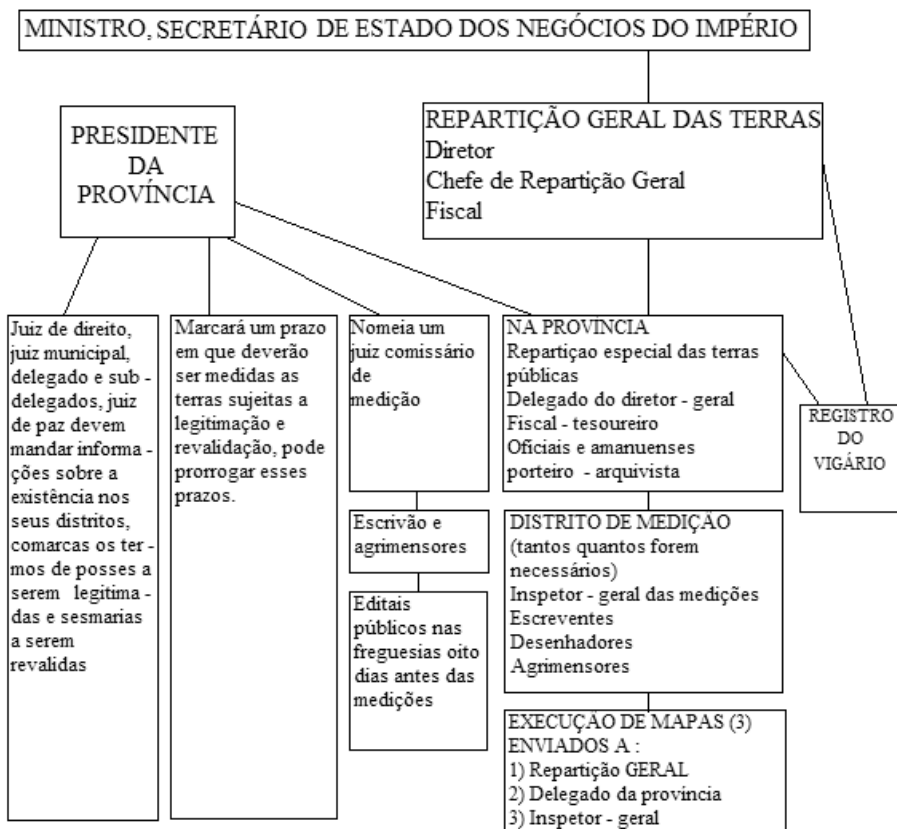 MINISTRO, SECRETÁRIO DE ESTADO DOS NEGÓCIOS DO IMPÉRIO
PRESIDENTE
DA
PROVÍNCIA
REPARTIÇÃO GERAL DAS TERRAS
Diretor
Chefe de Repartição Geral
Fiscal
Juiz de direito,
juiz municipal,
delegado e sub -
delegados, juiz
de paz devem
mandar informa -
ções sobre a
existência nos
seus distritos,
comarcas os ter -
mos de posses a
serem legitima -
das e sesmarias
a serem
revalidas
Marcará um prazo
em que deverão
ser medidas as
terras sujeitas a
legitimação e
revalidação, pode
prorrogar esses
prazos.
Nomeia um
juiz comissário
de
medição
Escrivão e
agrimensores
Editais
públicos nas
freguesias oito
dias antes das
medições
NA PROVÍNCIA
Repartiçao especial das terras
públicas
Delegado do diretor - geral
Fiscal - tesoureiro
Oficiais e amanuenses
porteiro - arquivista
DISTRITO DE MEDIÇÃO
(tantos quantos forem
necessários)
Inspetor - geral das medições
Escreventes
Desenhadores
Agrimensores
EXECUÇÃO DE MAPAS (3)
ENVIADOS A :
1) Repartição GERAL
2) Delegado da provincia
3) Inspetor - geral
REGISTRO
DO
VIGÁRIO